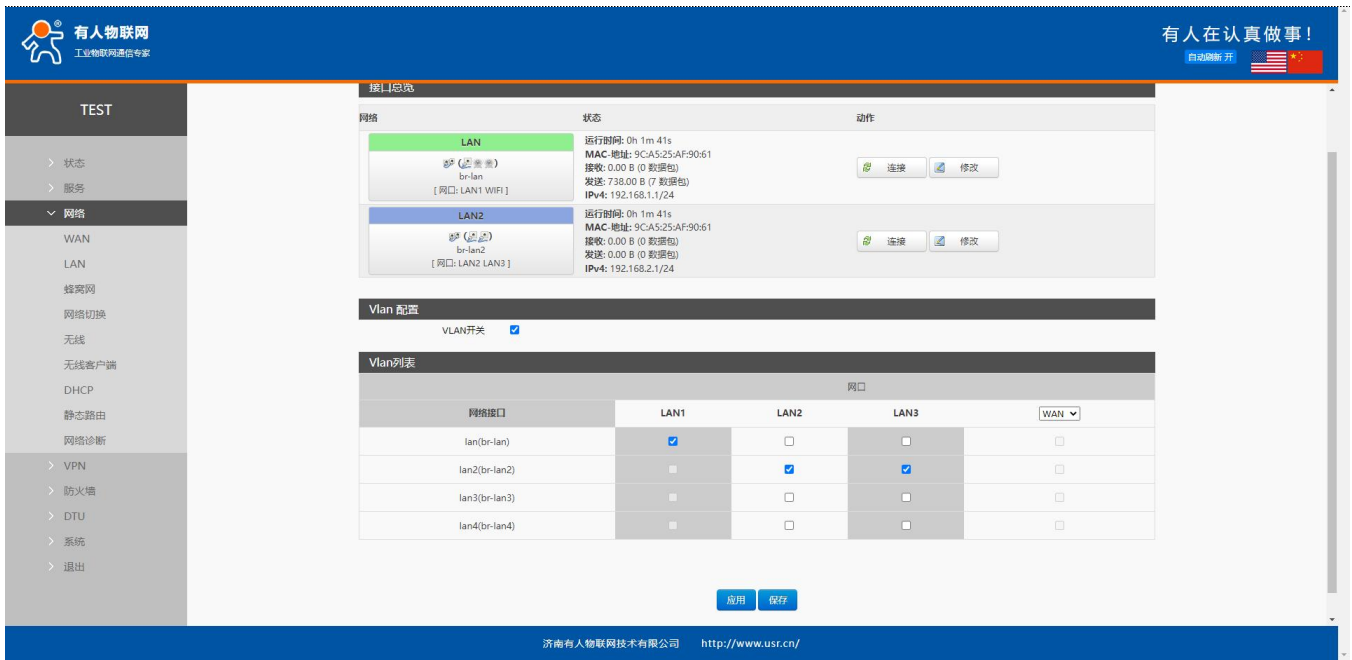 有人物联网
工业物联网通信专家
有人在认真做事!
自动刷新 开
TEST
状态
服务
网络
WAN
LAN
蜂窝网
网络切换
无线
无线客户端
DHCP
静态路由
网络诊断
VPN
防火墙
DTU
系统
退出
接口总览
网络 状态 动作
LAN
br-lan
[ 网口: LAN1 WIFI ]
运行时间: 0h 1m 41s
MAC-地址: 9C:A5:25:AF:90:61
接收: 0.00 B (0 数据包)
发送: 738.00 B (7 数据包)
IPv4: 192.168.1.1/24
连接 修改
LAN2
br-lan2
[ 网口: LAN2 LAN3 ]
运行时间: 0h 1m 41s
MAC-地址: 9C:A5:25:AF:90:61
接收: 0.00 B (0 数据包)
发送: 0.00 B (0 数据包)
IPv4: 192.168.2.1/24
连接 修改
Vlan 配置
VLAN开关
Vlan列表
网口
网络接口 LAN1 LAN2 LAN3 WAN
lan(br-lan)
lan2(br-lan2)
lan3(br-lan3)
lan4(br-lan4)
应用 保存
济南有人物联网技术有限公司 http://www.usr.cn/